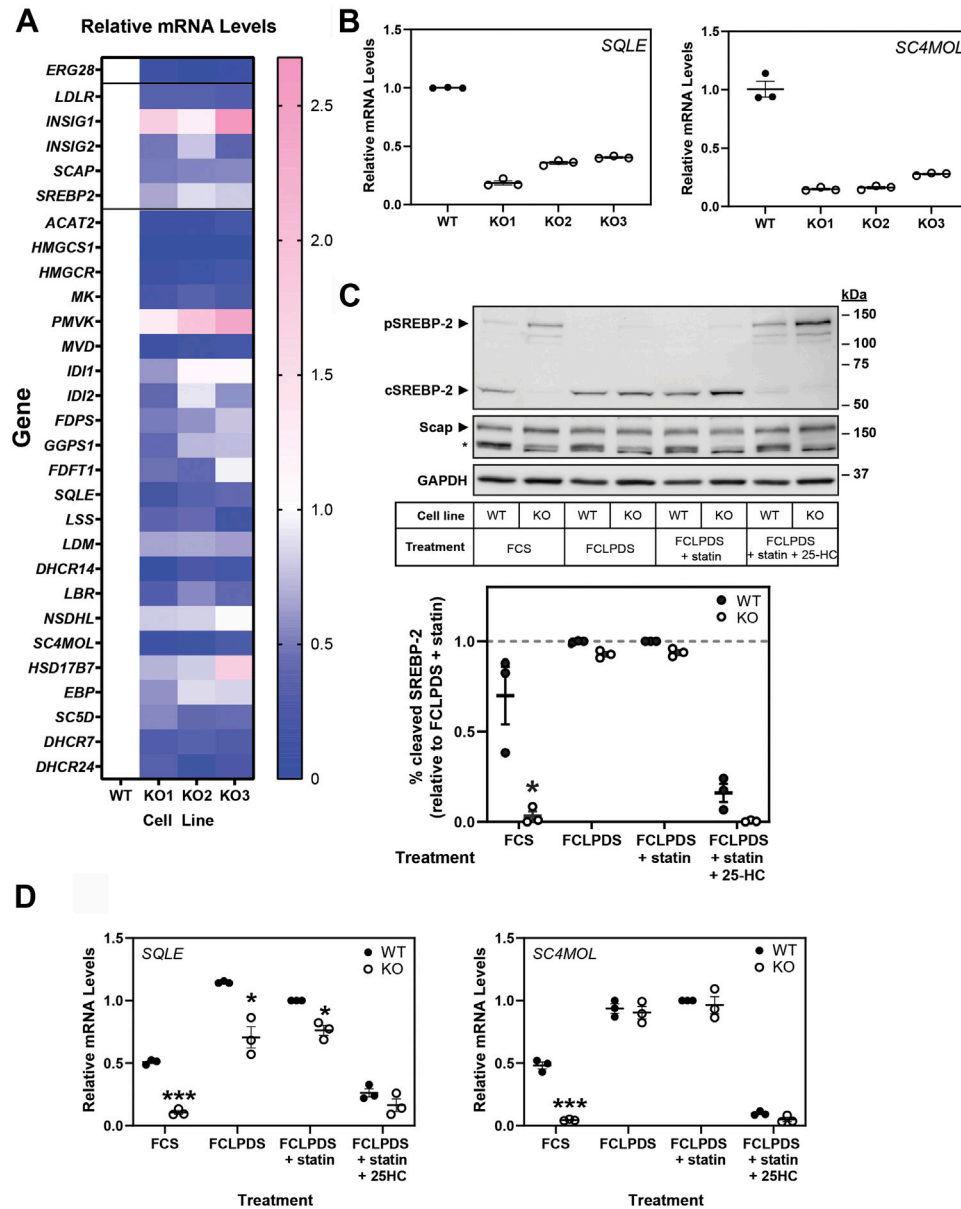 A
Relative mRNA Levels
ERG28
LDLR
INSIG1
INSIG2
SCAP
SREBP2
ACAT2
HMGCS1
HMGCR
MK
PMVK
MVD
IDI1
IDI2
FDPS
GGPS1
FDFT1
SQLE
LSS
LDM
DHCR14
LBR
NSDHL
SC4MOL
HSD17B7
EBP
SC5D
DHCR7
DHCR24
Gene
WT KO1 KO2 KO3
Cell Line
2.5
2.0
1.5
1.0
0.5
0
B
Relative mRNA Levels
1.5
1.0
0.5
0.0
SQLE
WT KO1 KO2 KO3
Relative mRNA Levels
1.5
1.0
0.5
0.0
SC4MOL
WT KO1 KO2 KO3
C
kDa
pSREBP-2
150
100
75
cSREBP-2
50
Scap
150
*
GAPDH
37
Cell line WT KO WT KO WT KO WT KO
Treatment FCS FCLPDS FCLPDS + statin FCLPDS + statin + 25-HC
% cleaved SREBP-2
(relative to FCLPDS + statin)
1.0
0.5
0.0
WT
KO
*
FCS FCLPDS FCLPDS + statin FCLPDS + statin + 25-HC
Treatment
D
Relative mRNA Levels
1.5
1.0
0.5
0.0
SQLE
WT
KO
***
*
*
FCS FCLPDS FCLPDS + statin FCLPDS + statin + 25HC
Treatment
Relative mRNA Levels
1.5
1.0
0.5
0.0
SC4MOL
WT
KO
***
FCS FCLPDS FCLPDS + statin FCLPDS + statin + 25HC
Treatment